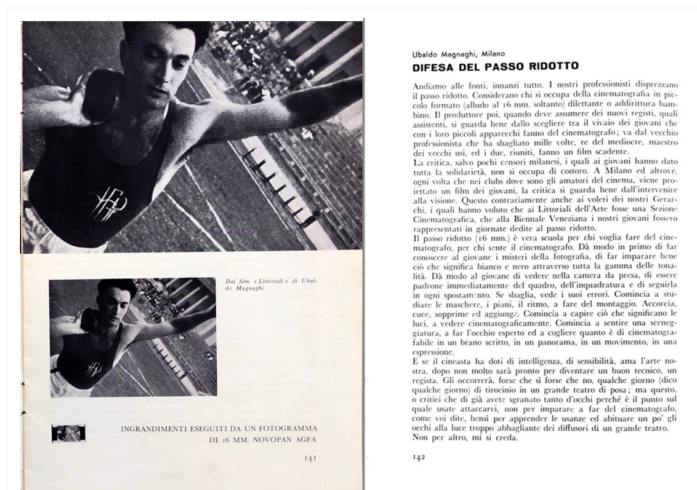 Dal film «Littoriali» di Ubal-
do Magnaghi
INGRANDIMENTI ESEGUITI DA UN FOTOGRAMMA
DI 16 MM. NOVOPAN AGFA
141
Ubaldo Magnaghi, Milano
DIFESA DEL PASSO RIDOTTO
Andiamo alle fonti, innanzi tutto. I nostri professionisti disprezzano
il passo ridotto. Considerano chi si occupa della cinematografia in pic-
colo formato (alludo al 16 mm. soltanto) dilettante o addirittura bam-
bino. Il produttore poi, quando deve assumere dei nuovi registi, quali
assistenti, si guarda bene dallo scegliere tra il vivaio dei giovani che
con i loro piccoli apparecchi fanno del cinematografo; va dal vecchio
professionista che ha sbagliato mille volte, re del mediocre, maestro
dei vecchi usi, ed i due, riuniti, fanno un film scadente.
La critica, salvo pochi censori milanesi, i quali ai giovani hanno dato
tutta la solidarietà, non si occupa di costoro. A Milano ed altrove,
ogni volta che nei clubs dove sono gli amatori del cinema, viene pro-
iettato un film dei giovani, la critica si guarda bene dall'intervenire
alla visione. Questo contrariamente anche ai voleri dei nostri Gerar-
chi, i quali hanno voluto che ai Littoriali dell'Arte fosse una Sezione
Cinematografica, che alla Biennale Veneziana i nostri giovani fossero
rappresentati in giornate dedite al passo ridotto.
Il passo ridotto (16 mm.) è vera scuola per chi voglia fare del cine-
matografo, per chi sente il cinematografo. Dà modo in primo di far
conoscere al giovane i misteri della fotografia, di far imparare bene
ciò che significa bianco e nero attraverso tutta la gamma delle tona-
lità. Dà modo al giovane di vedere nella camera da presa, di essere
padrone immediatamente del quadro, dell'inquadratura e di seguirla
in ogni spostamento. Se sbaglia, vede i suoi errori. Comincia a stu-
diare le maschere, i piani, il ritmo, a fare del montaggio. Accorcia,
cuce, sopprime ed aggiunge. Comincia a capire ciò che significano le
luci, a vedere cinematograficamente. Comincia a sentire una sceneg-
giatura, a far l'occhio esperto ed a cogliere quanto è di cinematogra-
fabile in un brano scritto, in un panorama, in un movimento, in una
espressione.
E se il cineasta ha doti di intelligenza, di sensibilità, ama l'arte no-
stra, dopo non molto sarà pronto per diventare un buon tecnico, un
regista. Gli occorrerà, forse che sì forse che no, qualche giorno (dico
qualche giorno) di tirocinio in un grande teatro di posa; ma questo,
o critici che di già avete sgranato tanto d'occhi perchè è il punto sul
quale usate attaccarvi, non per imparare a far del cinematografo,
come voi dite, bensì per apprender le usanze ed abituare un po' gli
occhi alla luce troppo abbagliante dei diffusori di un grande teatro.
Non per altro, mi si creda.
142